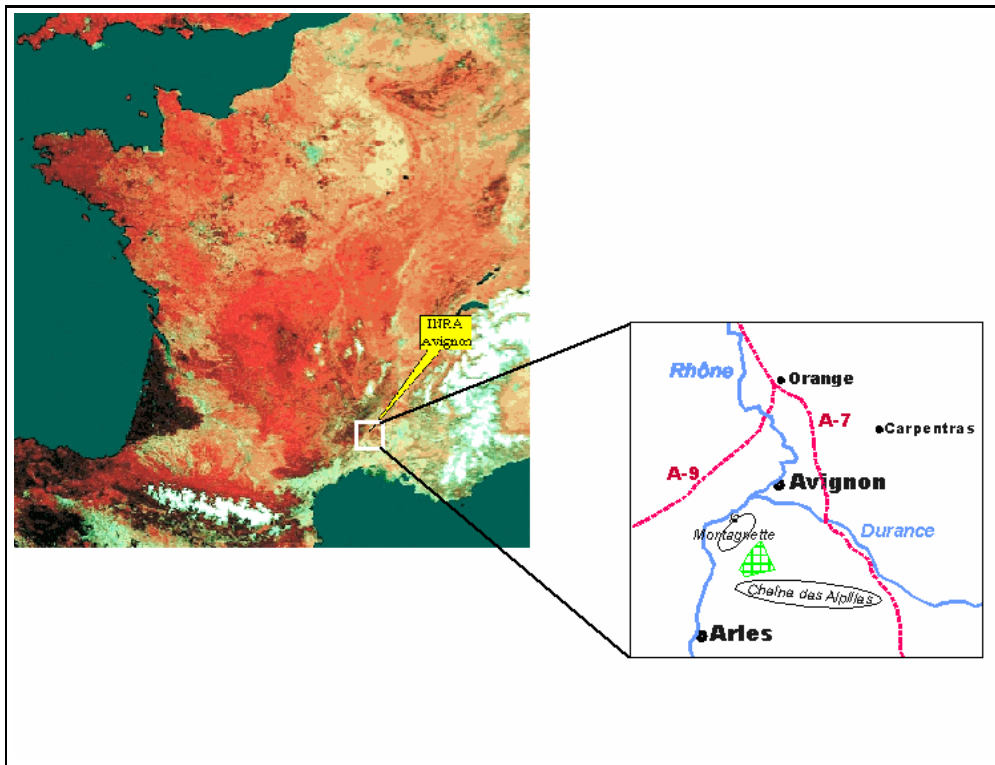 INRA
Avignon
Rhône
Orange
A-7
Carpentras
A-9
Avignon
Durance
Montagnette
Chaîne des Alpilles
Arles